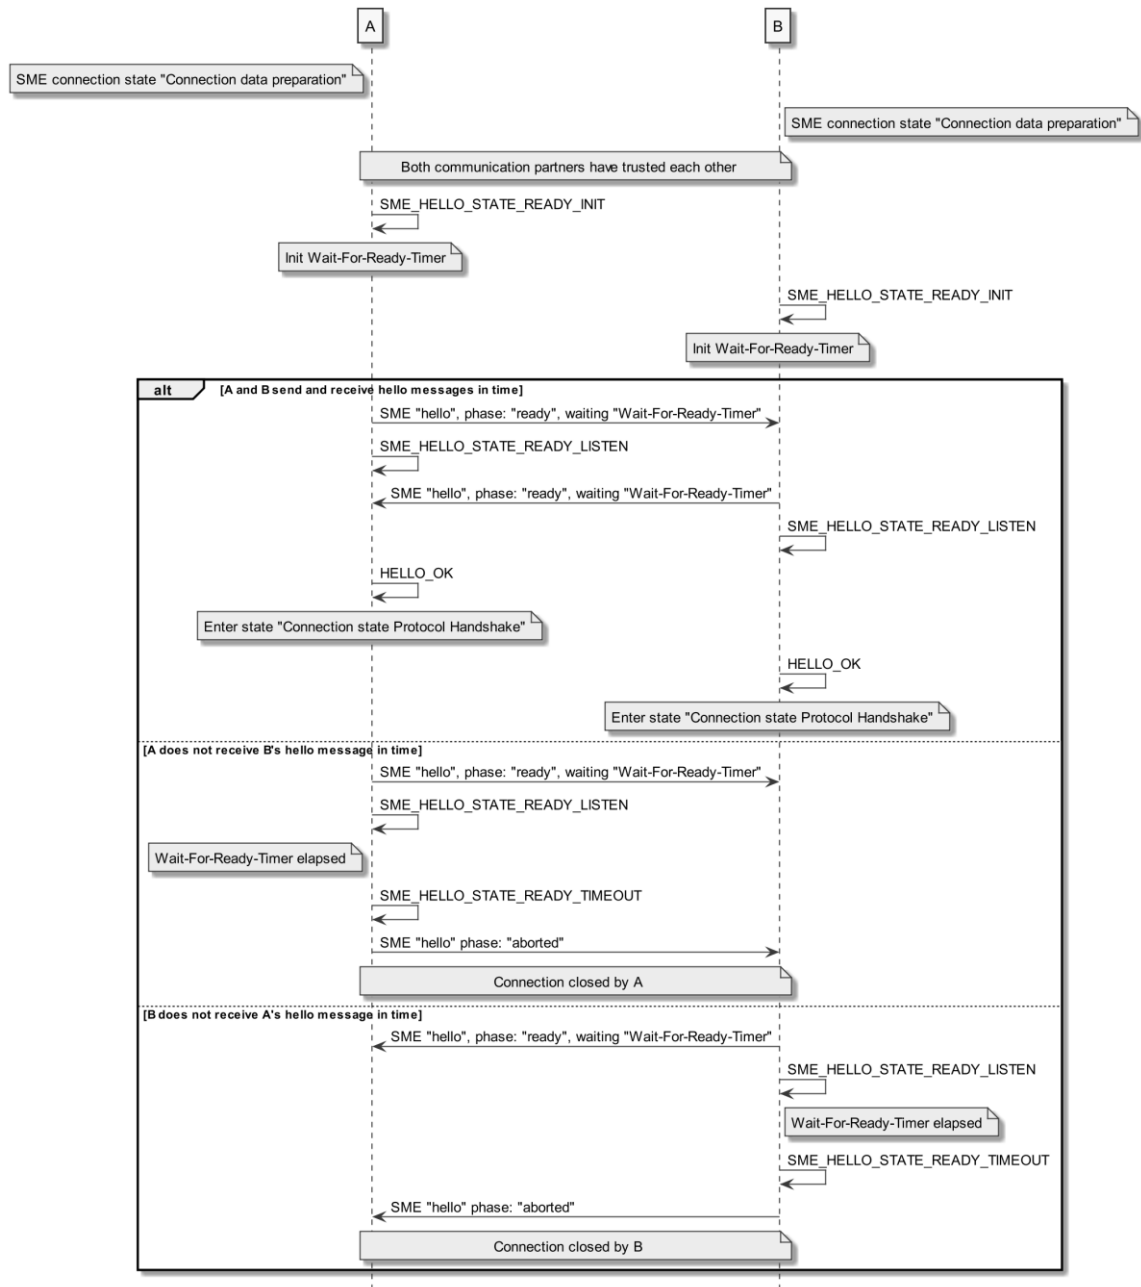 A
B
SME connection state "Connection data preparation"
SME connection state "Connection data preparation"
Both communication partners have trusted each other
SME_HELLO_STATE_READY_INIT
Init Wait-For-Ready-Timer
SME_HELLO_STATE_READY_INIT
Init Wait-For-Ready-Timer
alt
[A and B send and receive hello messages in time]
SME "hello", phase: "ready", waiting "Wait-For-Ready-Timer"
SME_HELLO_STATE_READY_LISTEN
SME "hello", phase: "ready", waiting "Wait-For-Ready-Timer"
SME_HELLO_STATE_READY_LISTEN
HELLO_OK
Enter state "Connection state Protocol Handshake"
HELLO_OK
Enter state "Connection state Protocol Handshake"
[A does not receive B's hello message in time]
SME "hello", phase: "ready", waiting "Wait-For-Ready-Timer"
SME_HELLO_STATE_READY_LISTEN
Wait-For-Ready-Timer elapsed
SME_HELLO_STATE_READY_TIMEOUT
SME "hello" phase: "aborted"
Connection closed by A
[B does not receive A's hello message in time]
SME "hello", phase: "ready", waiting "Wait-For-Ready-Timer"
SME_HELLO_STATE_READY_LISTEN
Wait-For-Ready-Timer elapsed
SME_HELLO_STATE_READY_TIMEOUT
SME "hello" phase: "aborted"
Connection closed by B